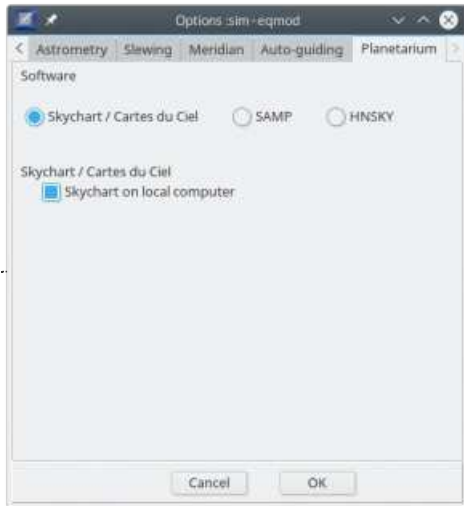 Options :sim-eqmod
Astrometry Slewing Meridian Auto-guiding Planetarium
Software
Skychart / Cartes du Ciel SAMP HNSKY
Skychart / Cartes du Ciel
Skychart on local computer
Cancel OK